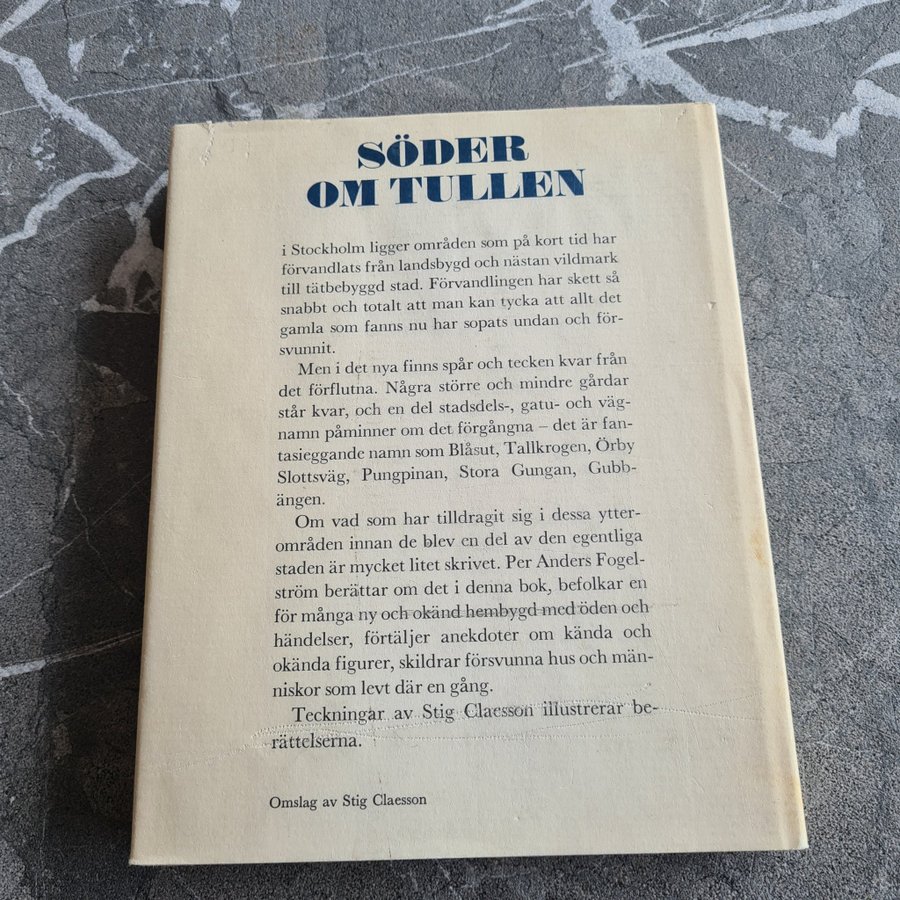 SÖDER
OM TULLEN
i Stockholm ligger områden som på kort tid har
förvandlats från landsbygd och nästan vildmark
till tätbebyggd stad. Förvandlingen har skett så
snabbt och totalt att man kan tycka att allt det
gamla som fanns nu har sopats undan och för-
svunnit.
Men i det nya finns spår och tecken kvar från
det förflutna. Några större och mindre gårdar
står kvar, och en del stadsdels-, gatu- och väg-
namn påminner om det förgångna – det är fan-
tasieggande namn som Blåsut, Tallkrogen, Örby
Slottsväg, Pungpinan, Stora Gungan, Gubb-
ängen.
Om vad som har tilldragit sig i dessa ytter-
områden innan de blev en del av den egentliga
staden är mycket litet skrivet. Per Anders Fogel-
ström berättar om det i denna bok, befolkar en
för många ny och okänd hembygd med öden och
händelser, förtäljer anekdoter om kända och
okända figurer, skildrar försvunna hus och män-
niskor som levt där en gång.
Teckningar av Stig Claesson illustrerar be-
rättelserna.
Omslag av Stig Claesson